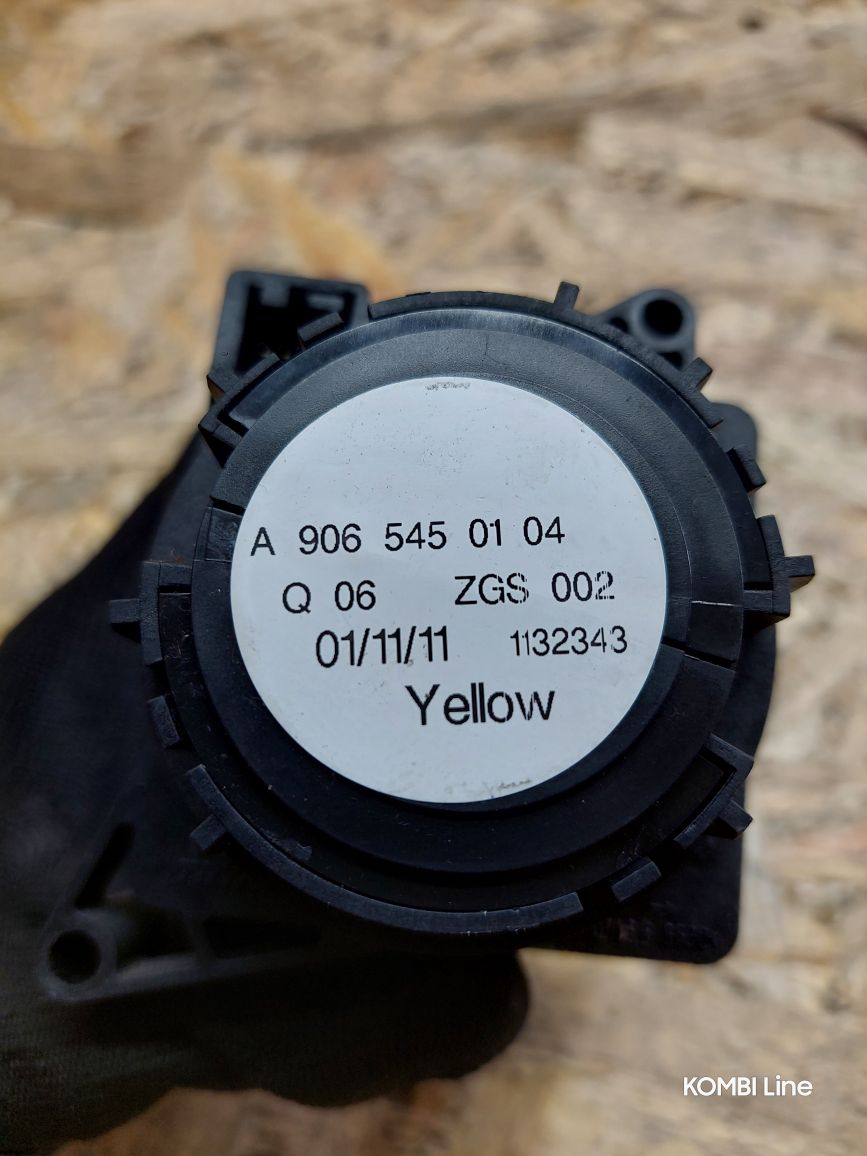 A 906 545 01 04
Q 06 ZGS 002
01/11/11 1132343
Yellow
KOMBI Line